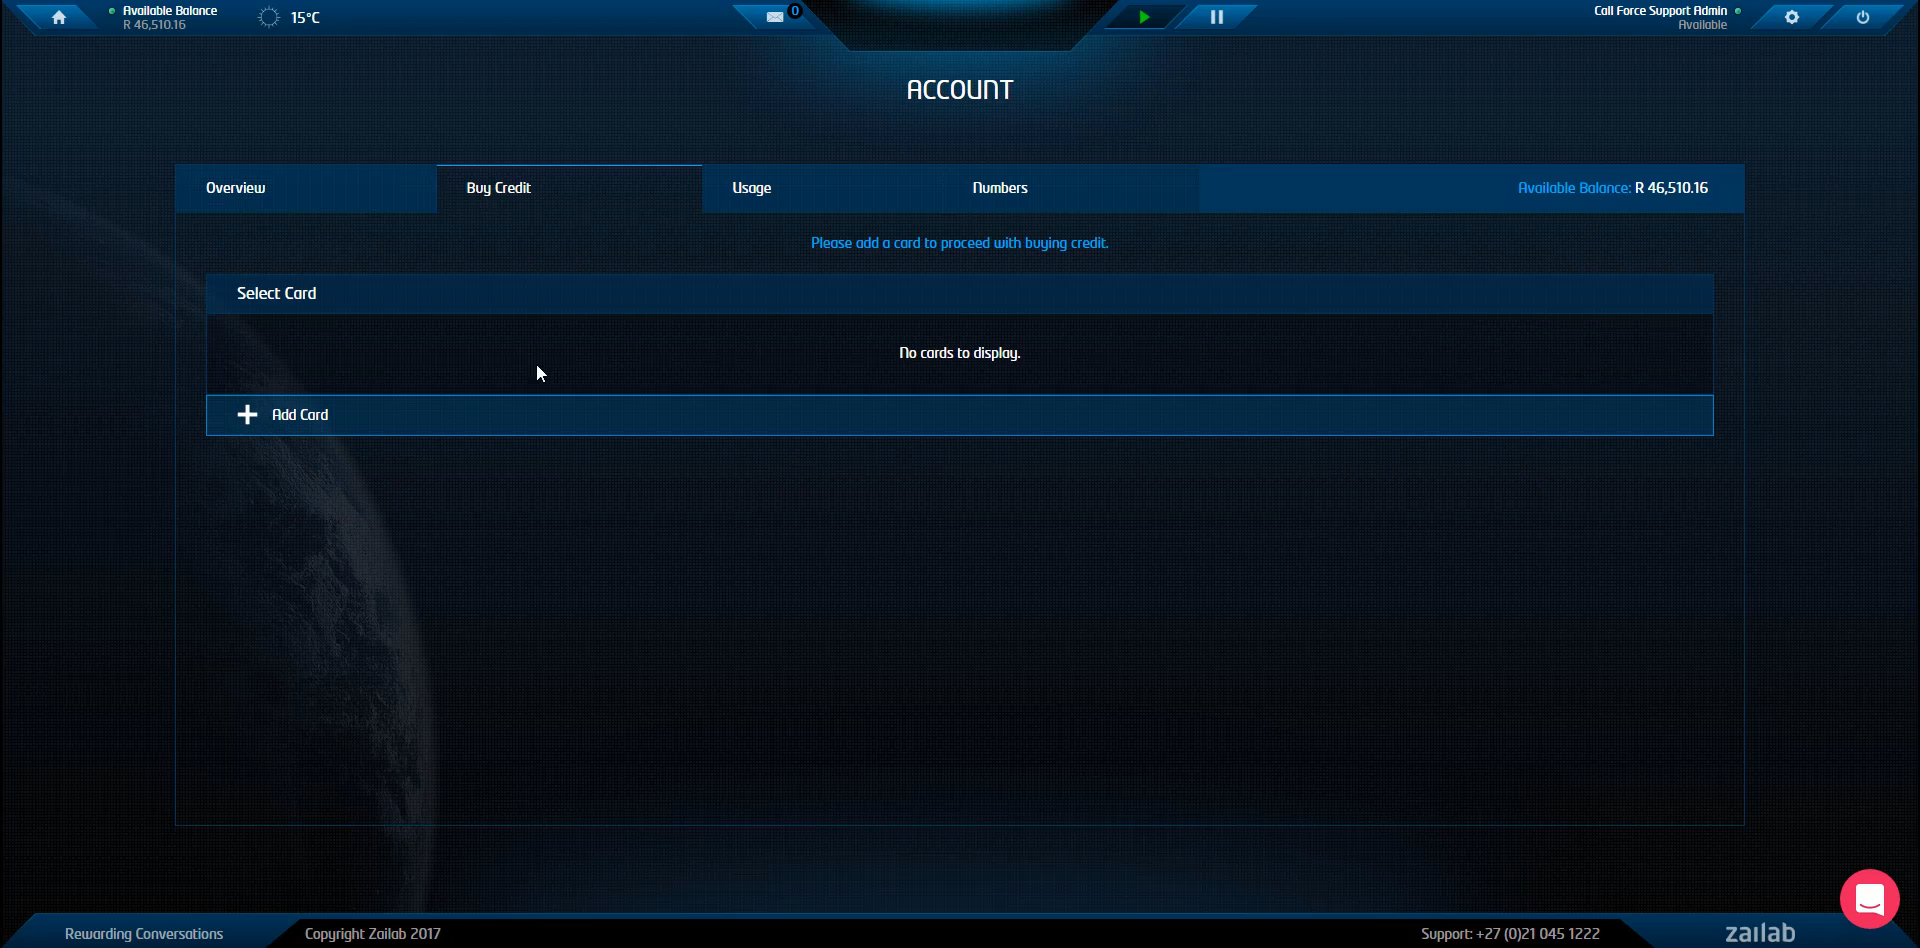 Available Balance
R 46,510.16
15°C
0
Call Force Support Admin
Available
ACCOUNT
Overview
Buy Credit
Usage
Numbers
Available Balance: R 46,510.16
Please add a card to proceed with buying credit.
Select Card
No cards to display.
Add Card
Rewarding Conversations
Copyright Zailab 2017
Support: +27 (0)21 045 1222
zailab